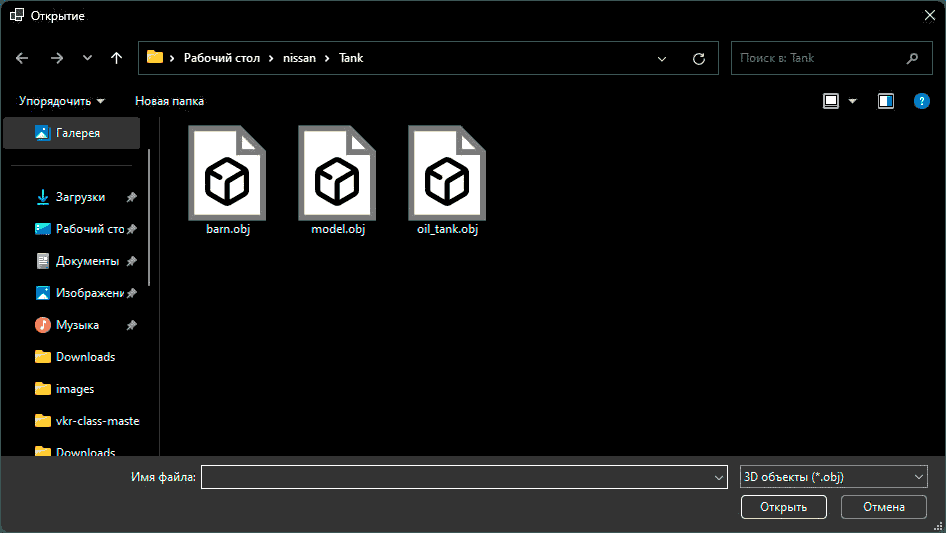 Открытие
Рабочий стол > nissan > Tank
Поиск в: Tank
Упорядочить
Новая папка
?
Галерея
Загрузки
Рабочий сто
Документы
Изображени
Музыка
Downloads
images
vkr-class-maste
Downloads
barn.obj
model.obj
oil_tank.obj
Имя файла:
3D объекты (*.obj)
Открыть
Отмена